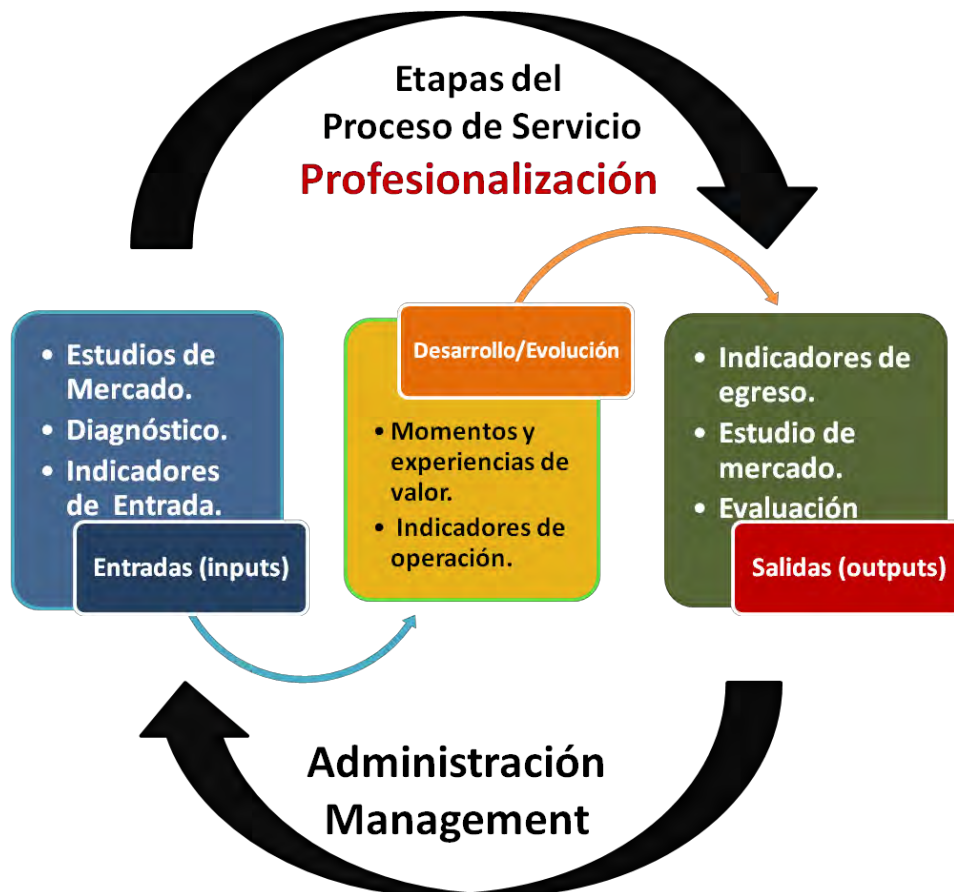 Etapas del
Proceso de Servicio
Profesionalización
• Estudios de
Mercado.
• Diagnóstico.
• Indicadores
de Entrada.
Entradas (inputs)
Desarrollo/Evolución
• Momentos y
experiencias de
valor.
• Indicadores de
operación.
• Indicadores de
egreso.
• Estudio de
mercado.
• Evaluación
Salidas (outputs)
Administración
Management